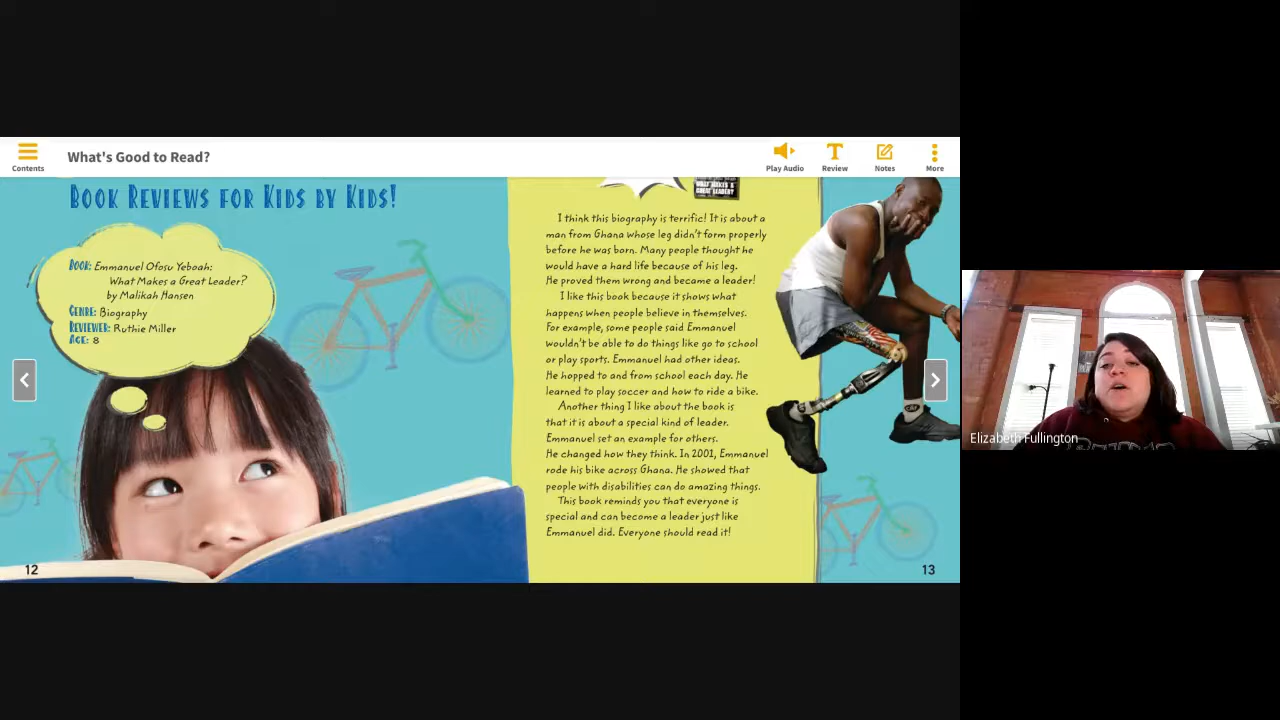 Contents
What's Good to Read?
Play Audio
Review
Notes
More
BOOK REVIEWS FOR KIDS BY KIDS!
BOOK: Emmanuel Ofosu Yeboah:
What Makes a Great Leader?
by Malikah Hansen
GENRE: Biography
REVIEWER: Ruthie Miller
AGE: 8
WHAT MAKES A
GREAT LEADER?
I think this biography is terrific! It is about a
man from Ghana whose leg didn't form properly
before he was born. Many people thought he
would have a hard life because of his leg.
He proved them wrong and became a leader!
I like this book because it shows what
happens when people believe in themselves.
For example, some people said Emmanuel
wouldn't be able to do things like go to school
or play sports. Emmanuel had other ideas.
He hopped to and from school each day. He
learned to play soccer and how to ride a bike.
Another thing I like about the book is
that it is about a special kind of leader.
Emmanuel set an example for others.
He changed how they think. In 2001, Emmanuel
rode his bike across Ghana. He showed that
people with disabilities can do amazing things.
This book reminds you that everyone is
special and can become a leader just like
Emmanuel did. Everyone should read it!
12
13
Elizabeth Fullington